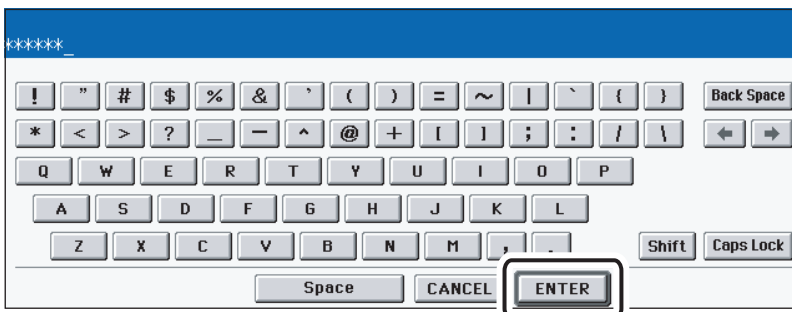 ******_
! " # $ % & ' ( ) = ~ | ` { } Back Space
* < > ? _ - ^ @ + [ ] ; : / \ ← →
Q W E R T Y U I O P
A S D F G H J K L
Z X C V B N M , . Shift Caps Lock
Space CANCEL ENTER